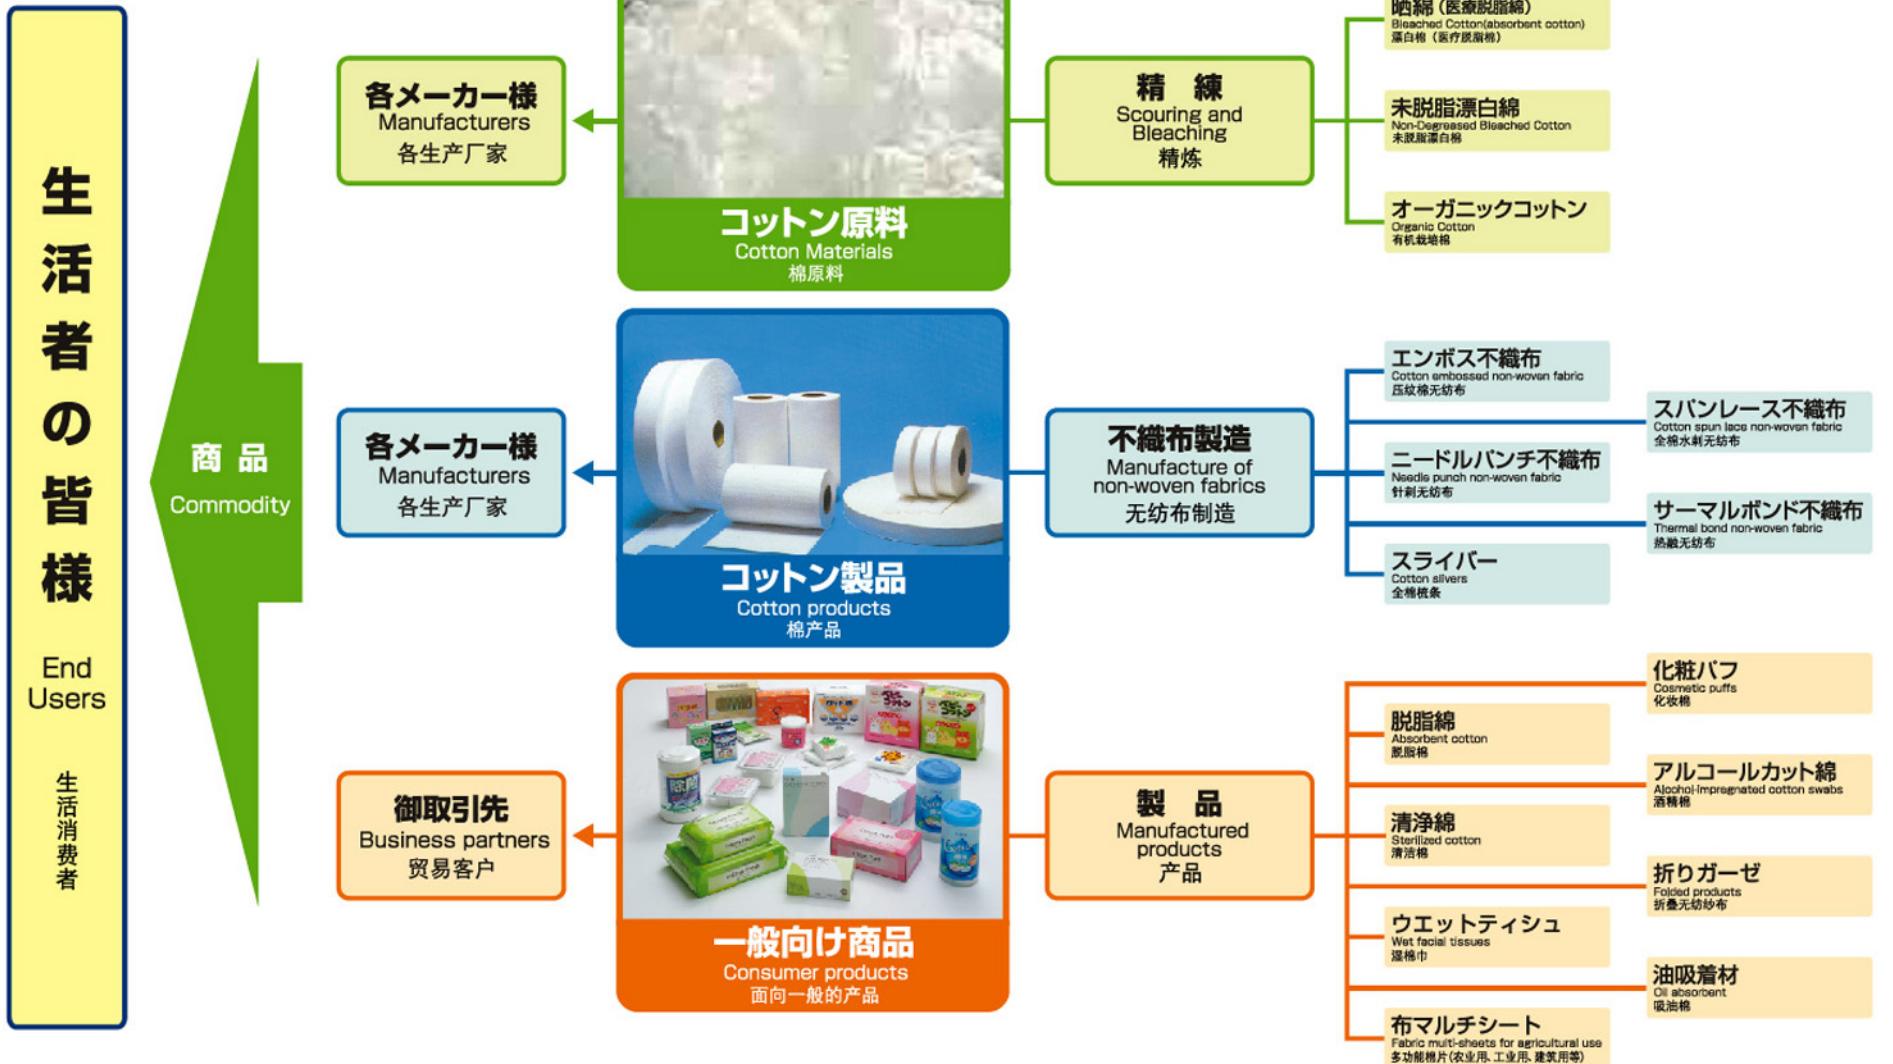 生活者の皆様
End
Users
生活消费者
商品
Commodity
各メーカー様
Manufacturers
各生产厂家
コットン原料
Cotton Materials
棉原料
精練
Scouring and
Bleaching
精炼
晒綿（医療脱脂綿）
Bleached Cotton(absorbent cotton)
漂白棉（医疗脱脂棉）
未脱脂漂白綿
Non-Degreased Bleached Cotton
未脱脂漂白棉
オーガニックコットン
Organic Cotton
有机栽培棉
各メーカー様
Manufacturers
各生产厂家
コットン製品
Cotton products
棉产品
不織布製造
Manufacture of
non-woven fabrics
无纺布制造
エンボス不織布
Cotton embossed non-woven fabric
压纹棉无纺布
スパンレース不織布
Cotton spun lace non-woven fabric
全棉水刺无纺布
ニードルパンチ不織布
Needle punch non-woven fabric
针刺无纺布
サーマルボンド不織布
Thermal bond non-woven fabric
热融无纺布
スライバー
Cotton slivers
全棉梳条
御取引先
Business partners
贸易客户
除菌
ベビーコットン
ベビーコットン
一般向け商品
Consumer products
面向一般的产品
製品
Manufactured
products
产品
化粧パフ
Cosmetic puffs
化妆棉
脱脂綿
Absorbent cotton
脱脂棉
アルコールカット綿
Alcohol-impregnated cotton swabs
酒精棉
清浄綿
Sterilized cotton
清洁棉
折りガーゼ
Folded products
折叠无纺纱布
ウエットティシュ
Wet facial tissues
湿棉巾
油吸着材
Oil absorbent
吸油棉
布マルチシート
Fabric multi-sheets for agricultural use
多功能棉片(农业用、工业用、建筑用等)